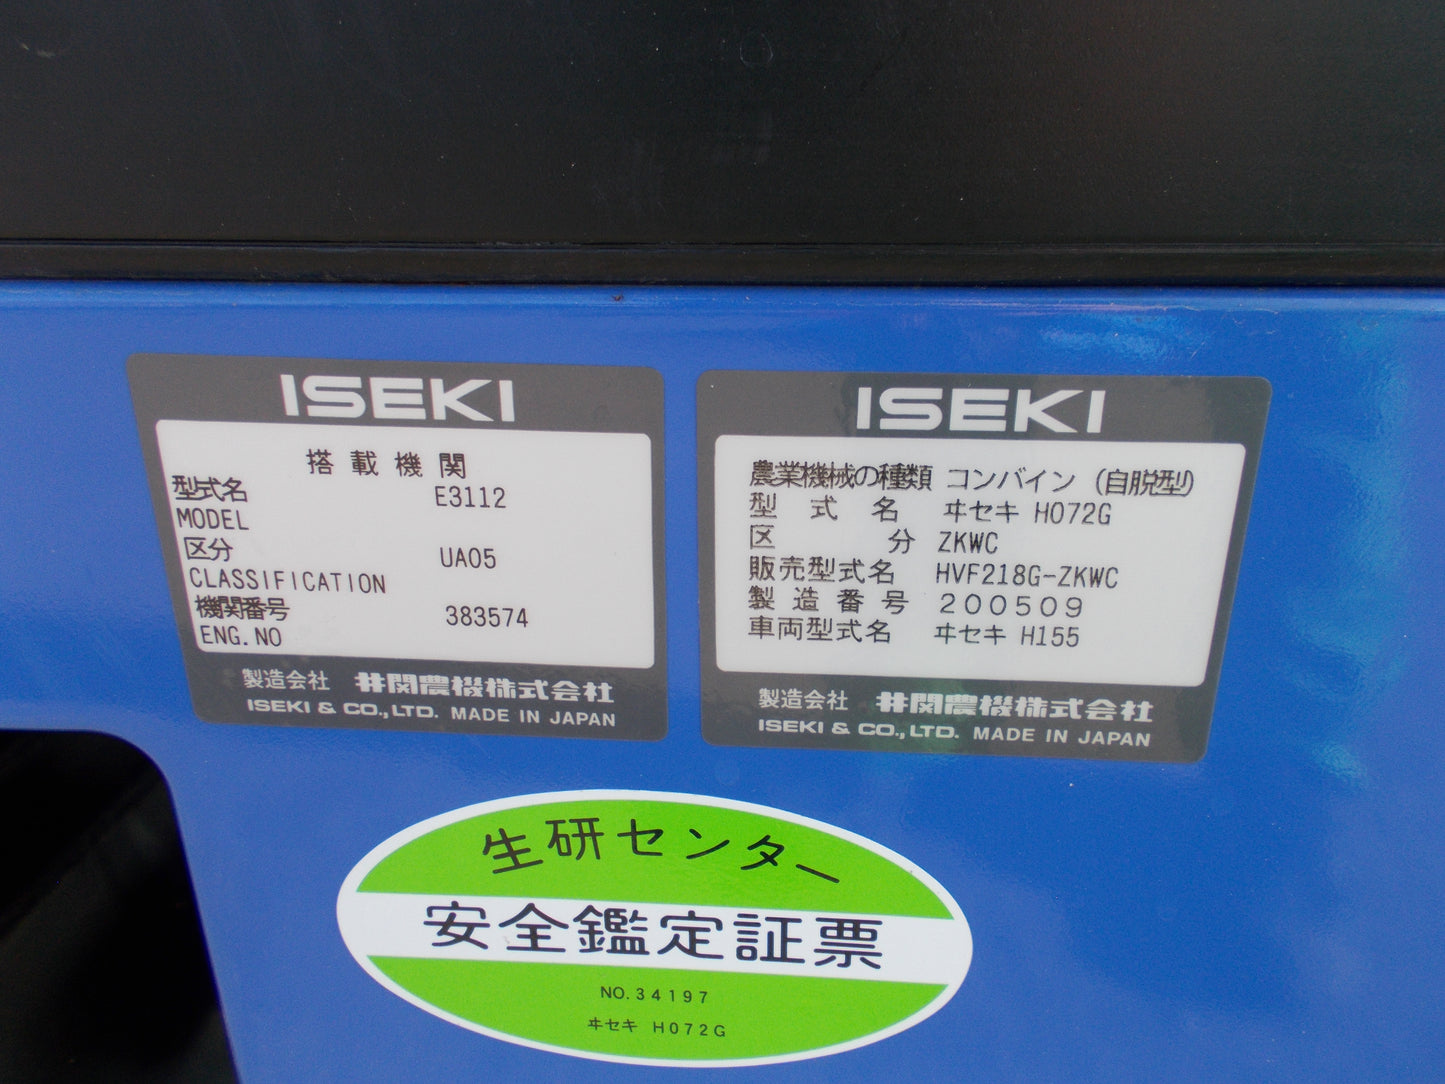 ISEKI
搭載機関
型式名 E3112
MODEL
区分 UA05
CLASSIFICATION
機関番号 383574
ENG.NO
製造会社 井関農機株式会社
ISEKI & CO.,LTD. MADE IN JAPAN
ISEKI
農業機械の種類 コンバイン(自脱型)
型式名 ヰセキ H072G
区分 ZKWC
販売型式名 HVF218G-ZKWC
製造番号 200509
車両型式名 ヰセキ H155
製造会社 井関農機株式会社
ISEKI & CO.,LTD. MADE IN JAPAN
生研センター
安全鑑定証票
NO.34197
ヰセキ H072G